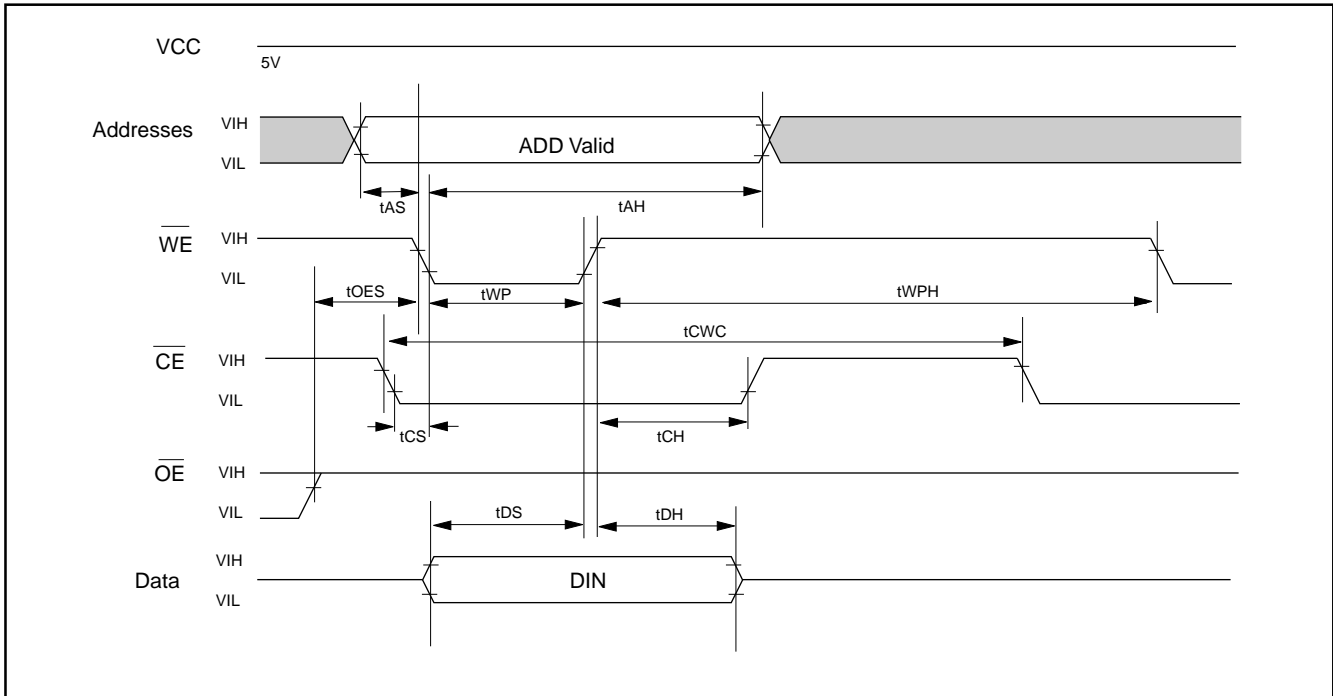 VCC
5V
Addresses
VIH
VIL
ADD Valid
tAS
tAH
WE
VIH
VIL
tOES
tWP
tWPH
tCWC
CE
VIH
VIL
tCS
tCH
OE
VIH
VIL
tDS
tDH
Data
VIH
VIL
DIN